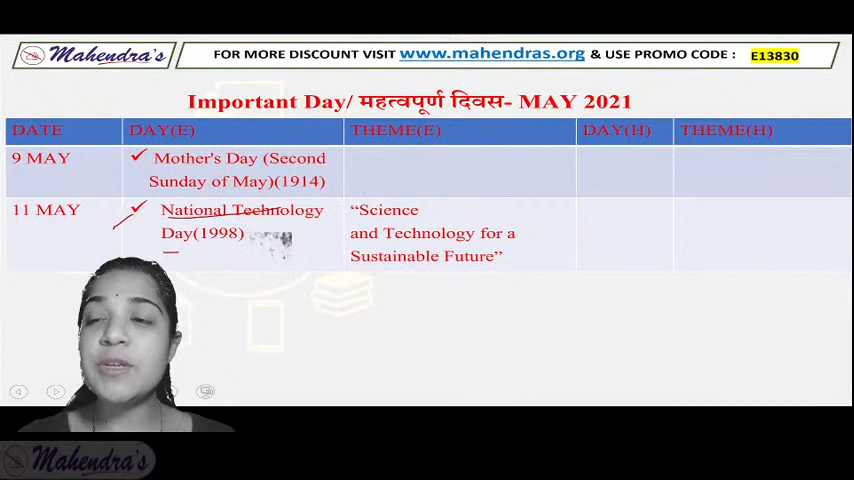 Mahendra's
FOR MORE DISCOUNT VISIT www.mahendras.org & USE PROMO CODE : E13830
Important Day/ महत्वपूर्ण दिवस- MAY 2021
DATE DAY(E) THEME(E) DAY(H) THEME(H)
9 MAY Mother's Day (Second
Sunday of May)(1914)
11 MAY National Technology “Science
Day(1998) and Technology for a
Sustainable Future”
Mahendra's